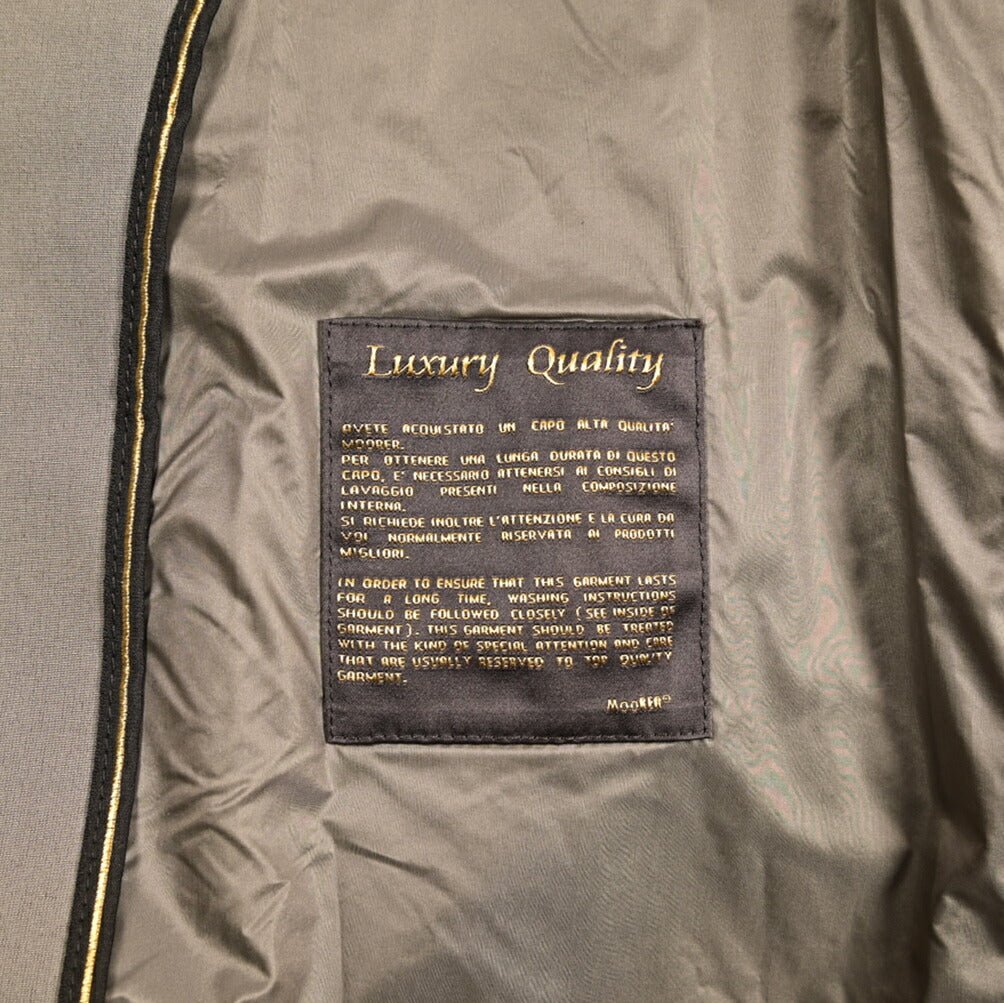 Luxury Quality
AVETE ACQUISTATO UN CAPO ALTA QUALITA'
MOORER.
PER OTTENERE UNA LUNGA DURATA DI QUESTO
CAPO, E' NECESSARIO ATTENERSI AI CONSIGLI DI
LAVAGGIO PRESENTI NELLA COMPOSIZIONE
INTERNA.
SI RICHIEDE INOLTRE L'ATTENZIONE E LA CURA DA
VOI NORMALMENTE RISERVATA AI PRODOTTI
MIGLIORI.
IN ORDER TO ENSURE THAT THIS GARMENT LASTS
FOR A LONG TIME, WASHING INSTRUCTIONS
SHOULD BE FOLLOWED CLOSELY (SEE INSIDE OF
GARMENT). THIS GARMENT SHOULD BE TREATED
WITH THE KIND OF SPECIAL ATTENTION AND CARE
THAT ARE USUALLY RESERVED TO TOP QUALITY
GARMENT.
MOORER®